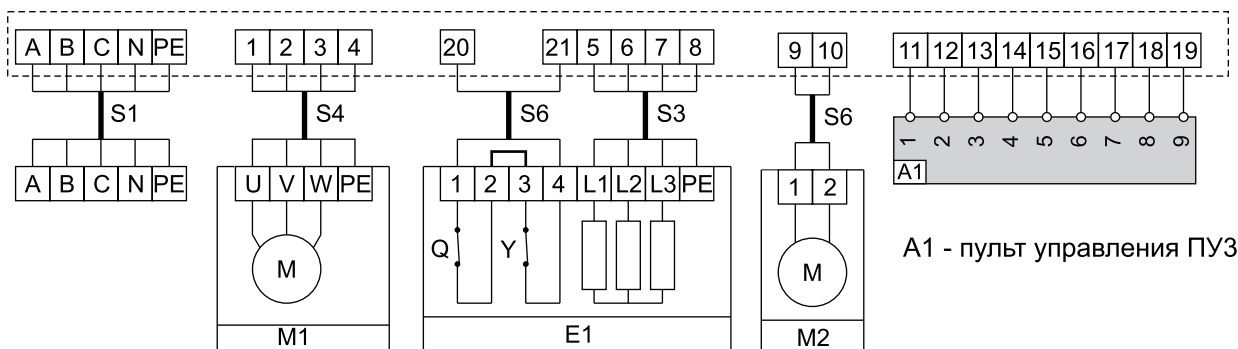 A B C N PE 1 2 3 4 20 21 5 6 7 8 9 10 11 12 13 14 15 16 17 18 19
S1 S4 S6 S3 S6
1 2 3 4 5 6 7 8 9
A1
A B C N PE U V W PE 1 2 3 4 L1 L2 L3 PE 1 2
Q Y
M M
А1 - пульт управления ПУ3
M1 E1 M2